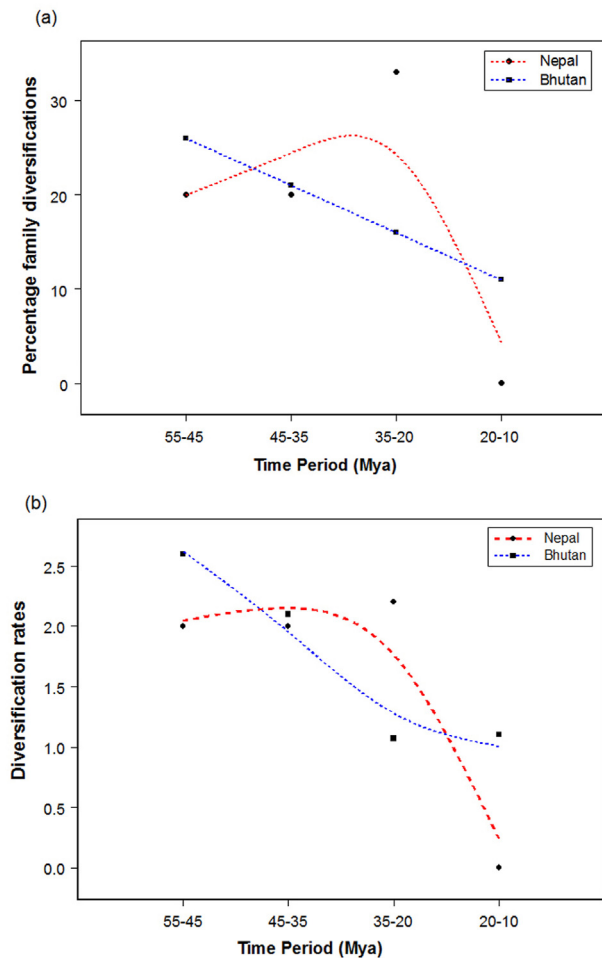 (a)
Percentage family diversifications
30
20
10
0
Nepal
Bhutan
55-45 45-35 35-20 20-10
Time Period (Mya)
(b)
Diversification rates
2.5
2.0
1.5
1.0
0.5
0.0
Nepal
Bhutan
55-45 45-35 35-20 20-10
Time Period (Mya)